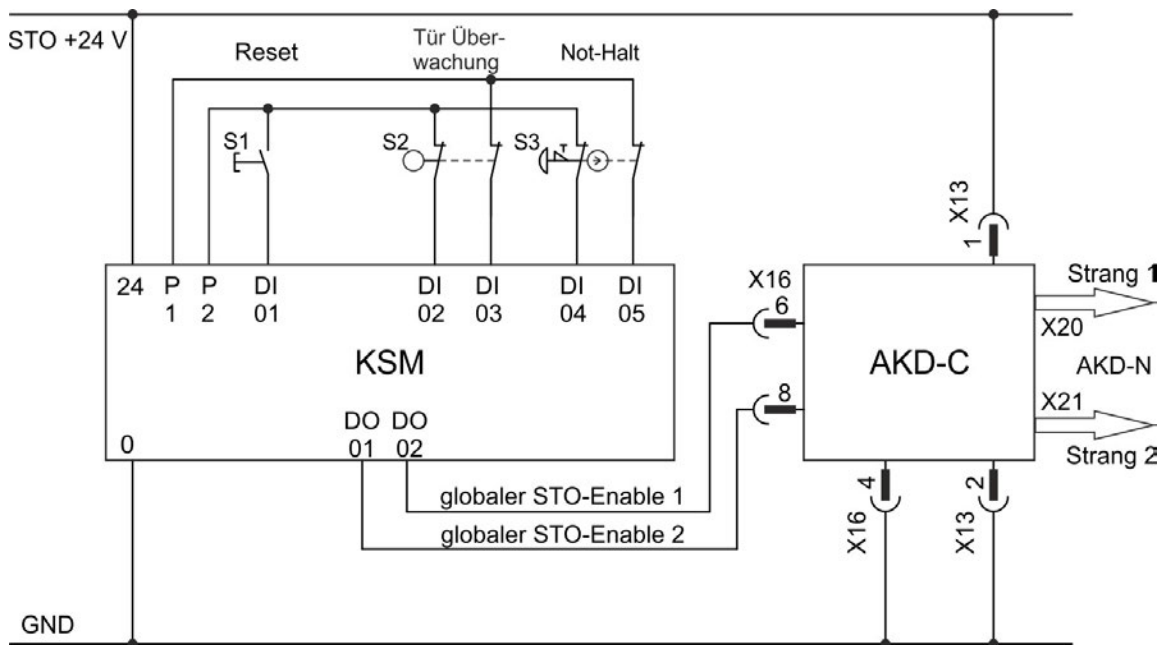 STO +24 V
Reset
Tür Über-
wachung
Not-Halt
S1
S2
S3
X13
1
24 P P DI DI DI DI DI
1 2 01 02 03 04 05
KSM
0
DO DO
01 02
X16
6
8
AKD-C
Strang 1
X20
AKD-N
X21
Strang 2
globaler STO-Enable 1
globaler STO-Enable 2
4
X16
2
X13
GND